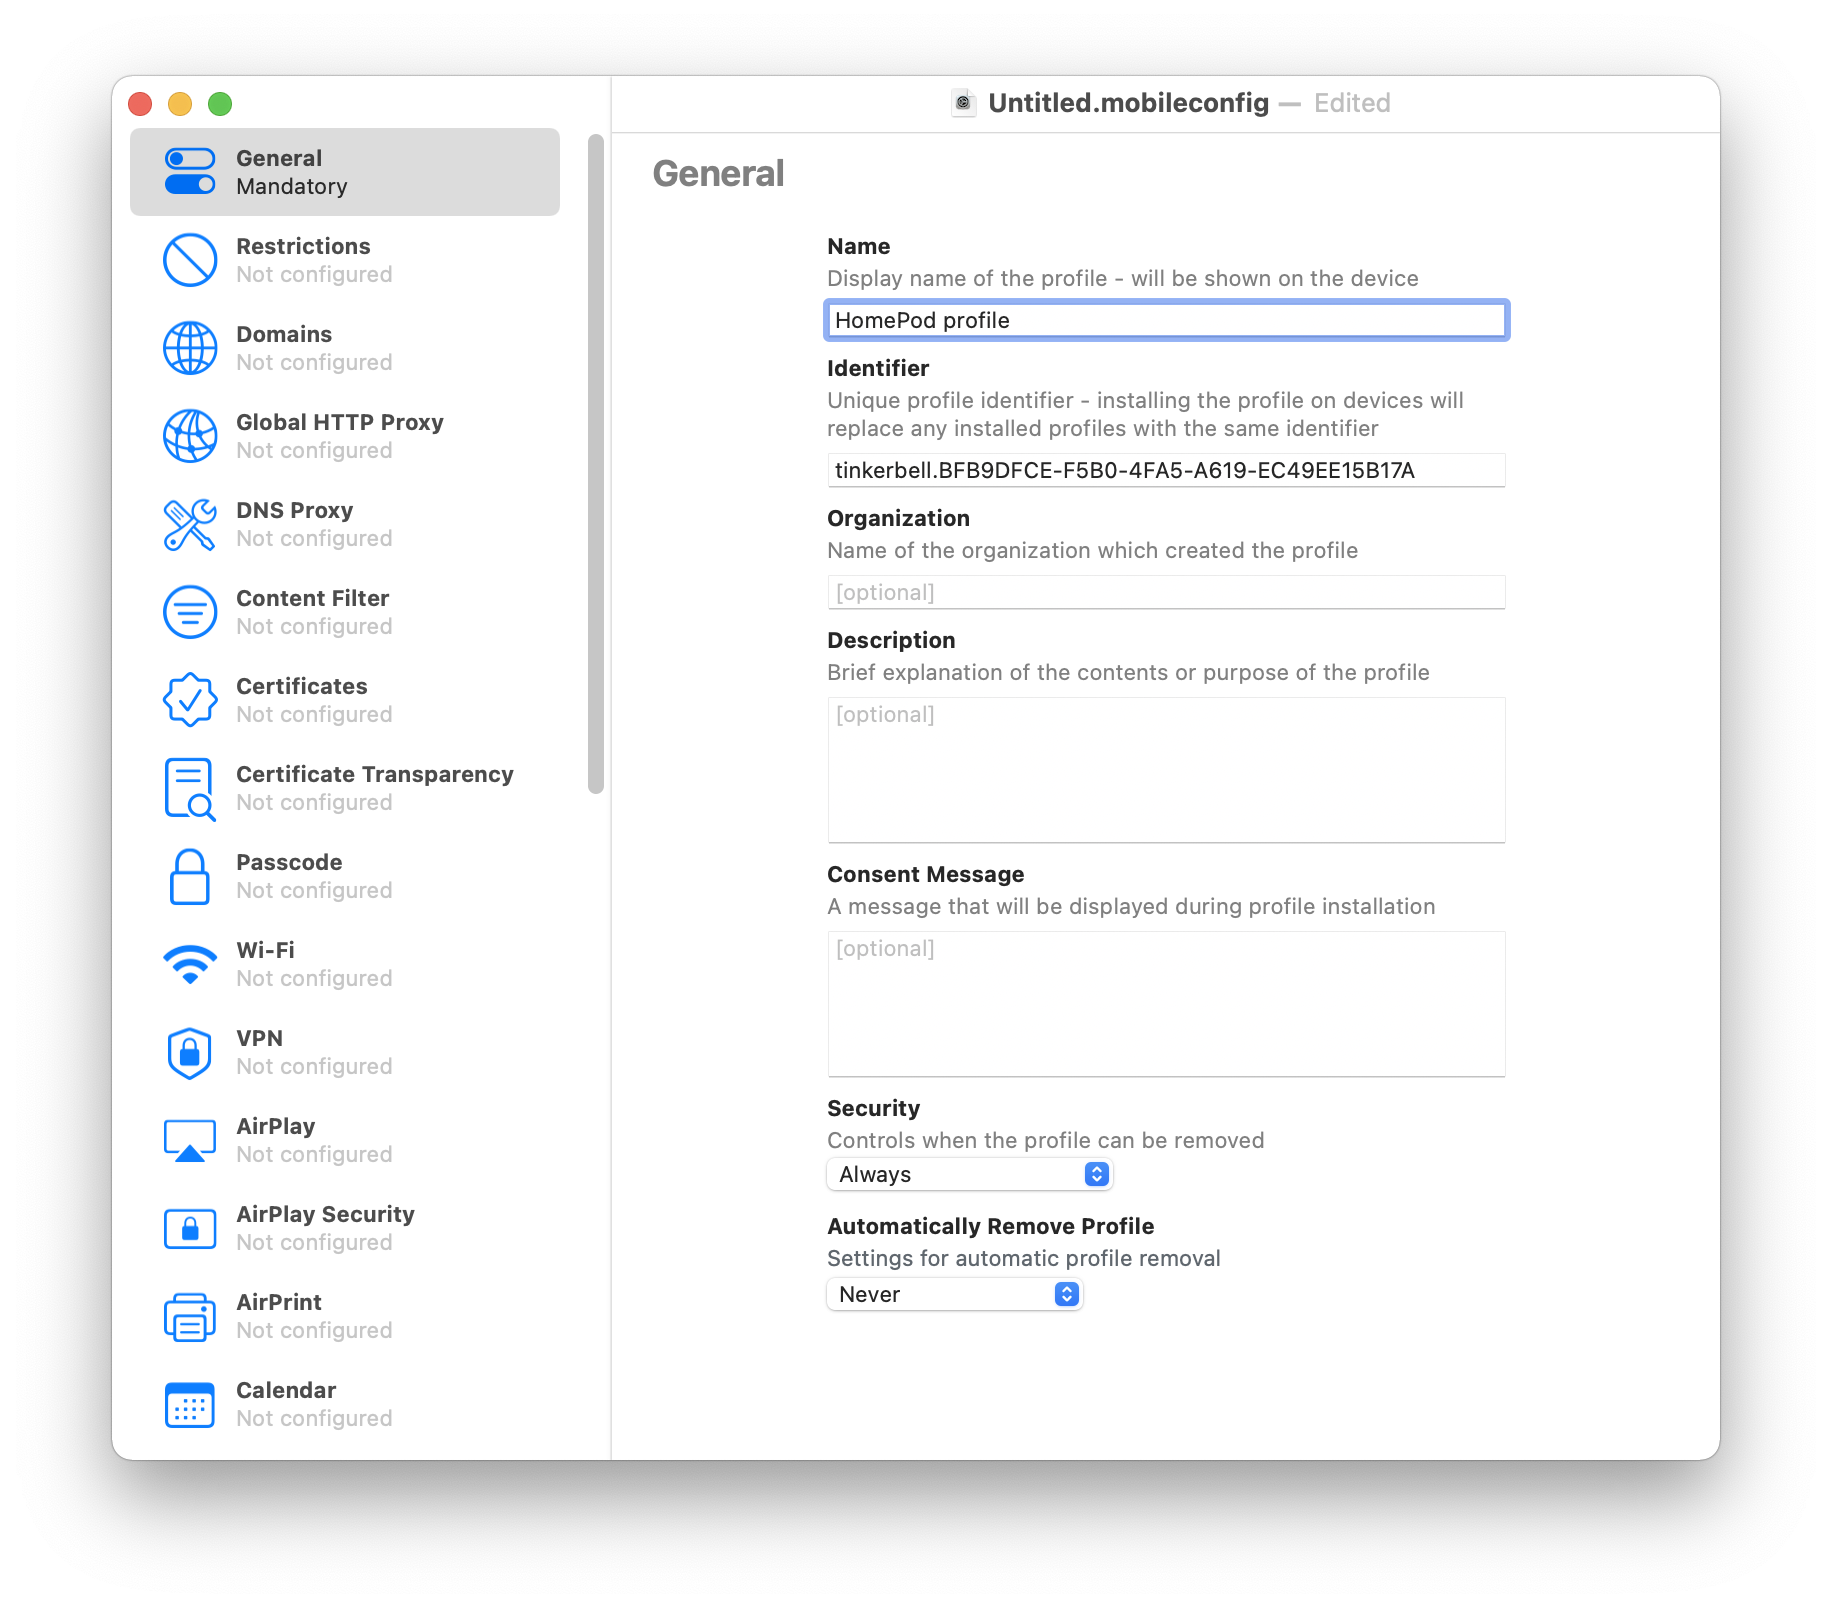 Untitled.mobileconfig — Edited
General
Mandatory
Restrictions
Not configured
Domains
Not configured
Global HTTP Proxy
Not configured
DNS Proxy
Not configured
Content Filter
Not configured
Certificates
Not configured
Certificate Transparency
Not configured
Passcode
Not configured
Wi-Fi
Not configured
VPN
Not configured
AirPlay
Not configured
AirPlay Security
Not configured
AirPrint
Not configured
Calendar
Not configured
General
Name
Display name of the profile - will be shown on the device
HomePod profile
Identifier
Unique profile identifier - installing the profile on devices will
replace any installed profiles with the same identifier
tinkerbell.BFB9DFCE-F5B0-4FA5-A619-EC49EE15B17A
Organization
Name of the organization which created the profile
[optional]
Description
Brief explanation of the contents or purpose of the profile
[optional]
Consent Message
A message that will be displayed during profile installation
[optional]
Security
Controls when the profile can be removed
Always
Automatically Remove Profile
Settings for automatic profile removal
Never